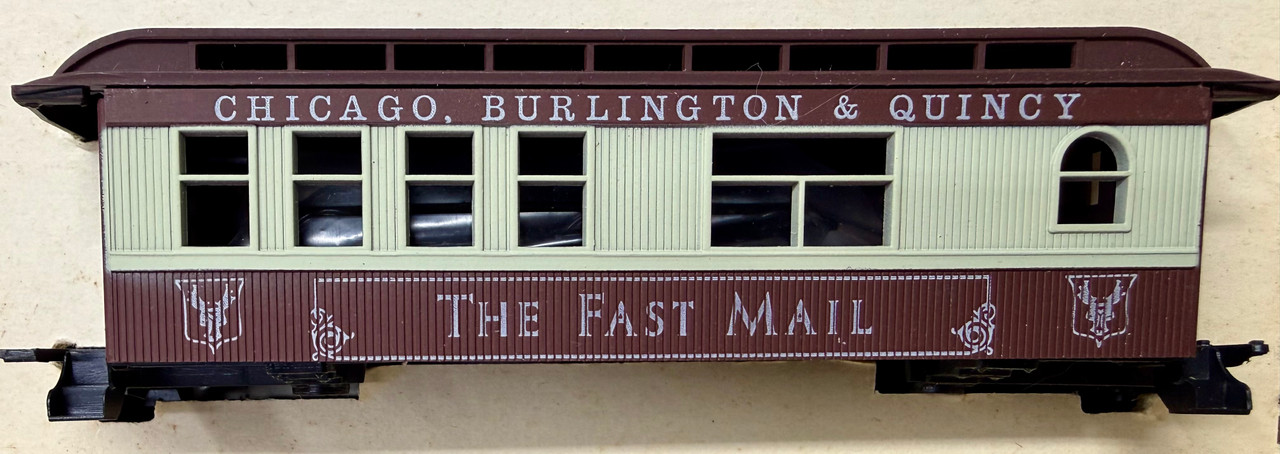 CHICAGO, BURLINGTON & QUINCY
THE FAST MAIL